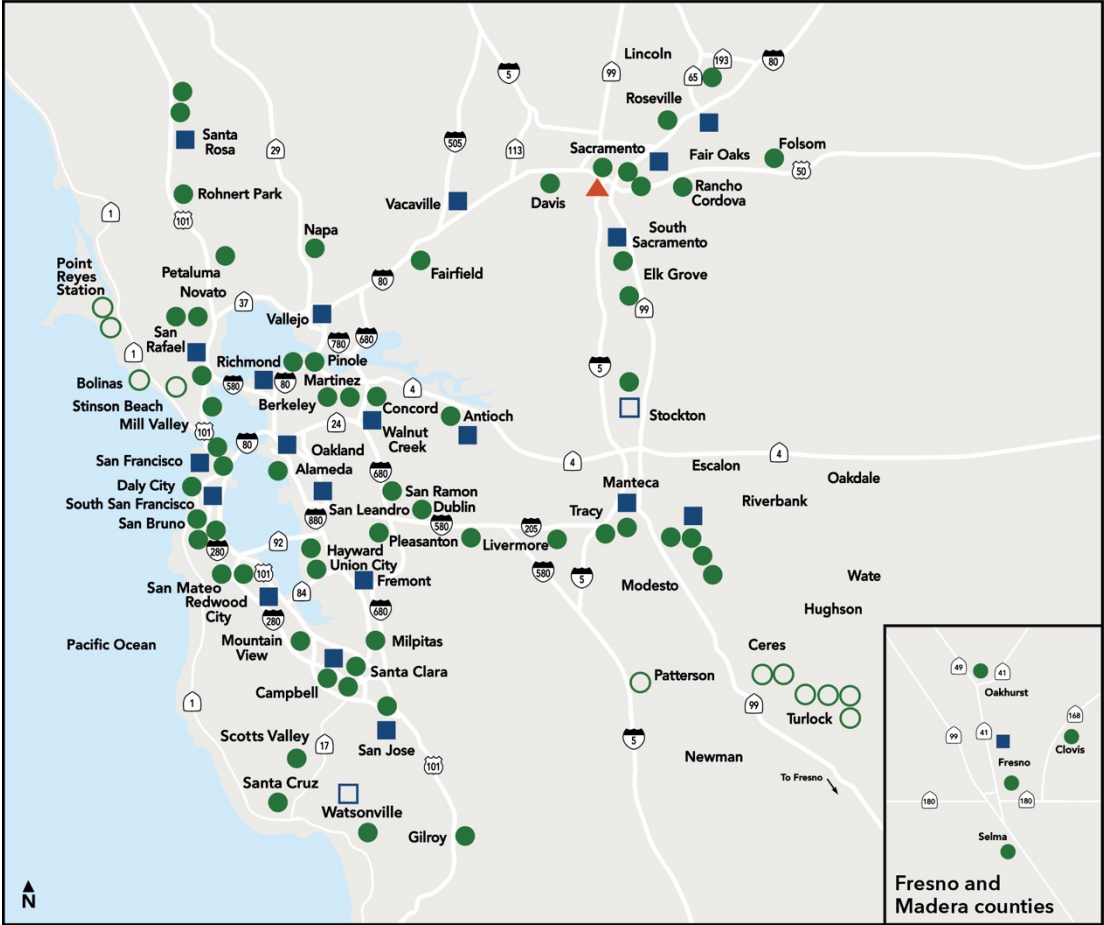 Lincoln
193
5
99
65
80
Roseville
Santa
Rosa
29
505
113
Sacramento
Fair Oaks
Folsom
50
Rohnert Park
Vacaville
Davis
Rancho
Cordova
1
101
Napa
South
Sacramento
Point
Reyes
Station
Petaluma
Fairfield
Elk Grove
80
Novato
37
99
Vallejo
San
Rafael
780
680
1
Richmond
Pinole
5
Bolinas
580
80
Martinez
4
Stinson Beach
Berkeley
Concord
Antioch
Stockton
Mill Valley
24
101
80
Walnut
Creek
Oakland
San Francisco
Alameda
680
4
4
Escalon
Oakdale
Daly City
Manteca
South San Francisco
San Ramon
Riverbank
San Leandro
Dublin
Tracy
San Bruno
880
580
205
92
Pleasanton
Livermore
280
Hayward
Union City
101
580
5
Modesto
Wate
San Mateo
84
Fremont
Redwood
City
680
Hughson
280
Pacific Ocean
Mountain
View
Milpitas
Ceres
Santa Clara
Patterson
Campbell
1
99
Turlock
Scotts Valley
17
San Jose
5
101
Newman
Santa Cruz
To Fresno
Watsonville
Gilroy
N
49
41
Oakhurst
168
99
41
Clovis
Fresno
180
180
Selma
Fresno and
Madera counties